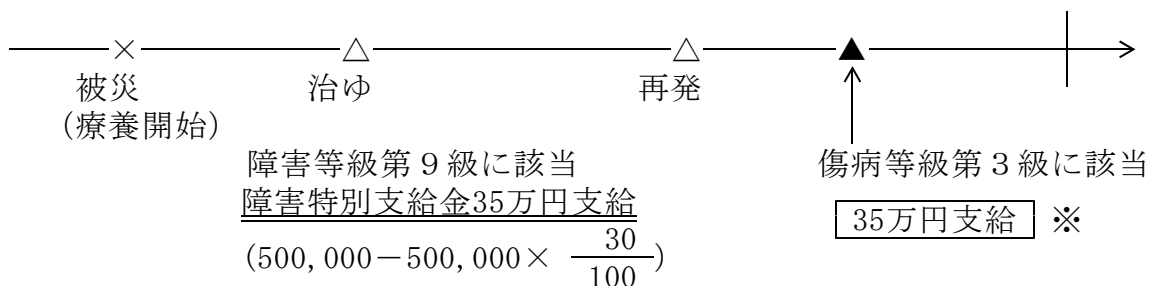 被災
(療養開始)
治ゆ
再発
障害等級第9級に該当
障害特別支給金35万円支給
(500,000-500,000× 30/100)
傷病等級第3級に該当
35万円支給 ※